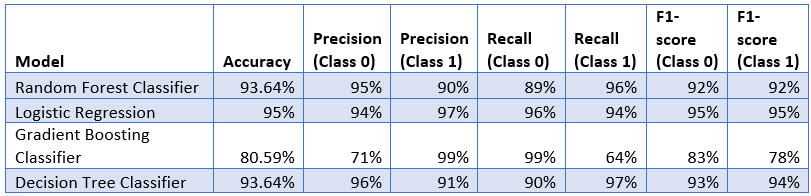 Model Accuracy Precision (Class 0) Precision (Class 1) Recall (Class 0) Recall (Class 1) F1-score (Class 0) F1-score (Class 1)
Random Forest Classifier 93.64% 95% 90% 89% 96% 92% 92%
Logistic Regression 95% 94% 97% 96% 94% 95% 95%
Gradient Boosting Classifier 80.59% 71% 99% 99% 64% 83% 78%
Decision Tree Classifier 93.64% 96% 91% 90% 97% 93% 94%